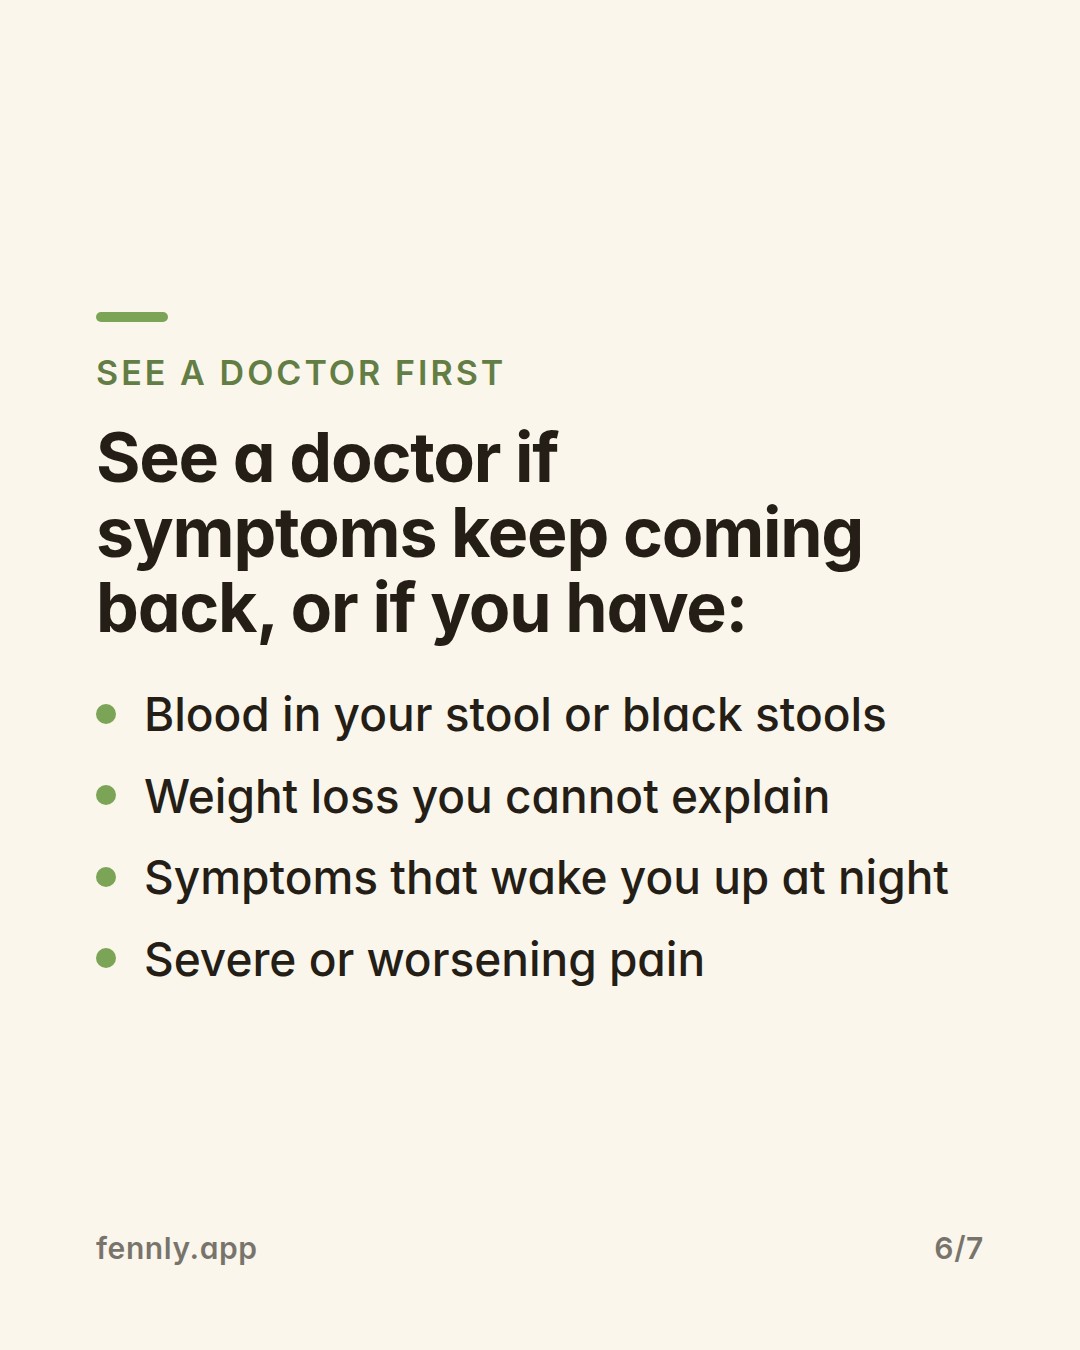 SEE A DOCTOR FIRST
See a doctor if
symptoms keep coming
back, or if you have:
Blood in your stool or black stools
Weight loss you cannot explain
Symptoms that wake you up at night
Severe or worsening pain
fennly.app
6/7